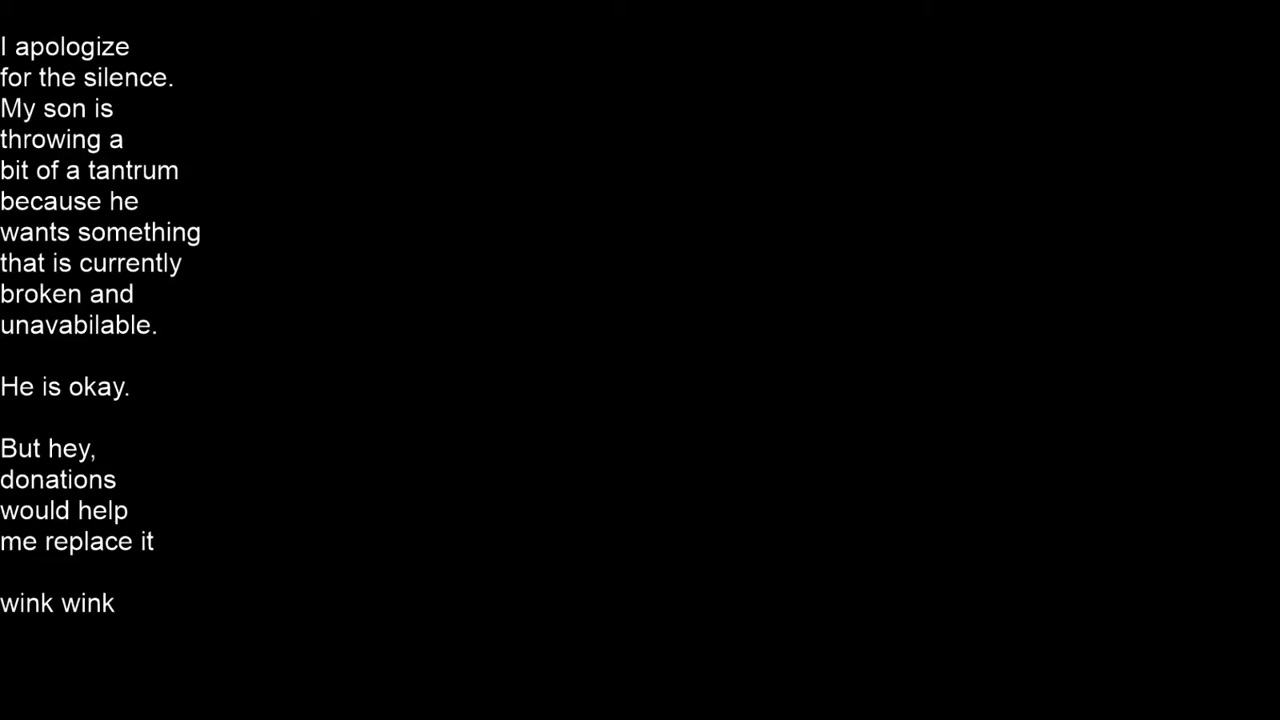 I apologize
for the silence.
My son is
throwing a
bit of a tantrum
because he
wants something
that is currently
broken and
unavabilable.
He is okay.
But hey,
donations
would help
me replace it
wink wink